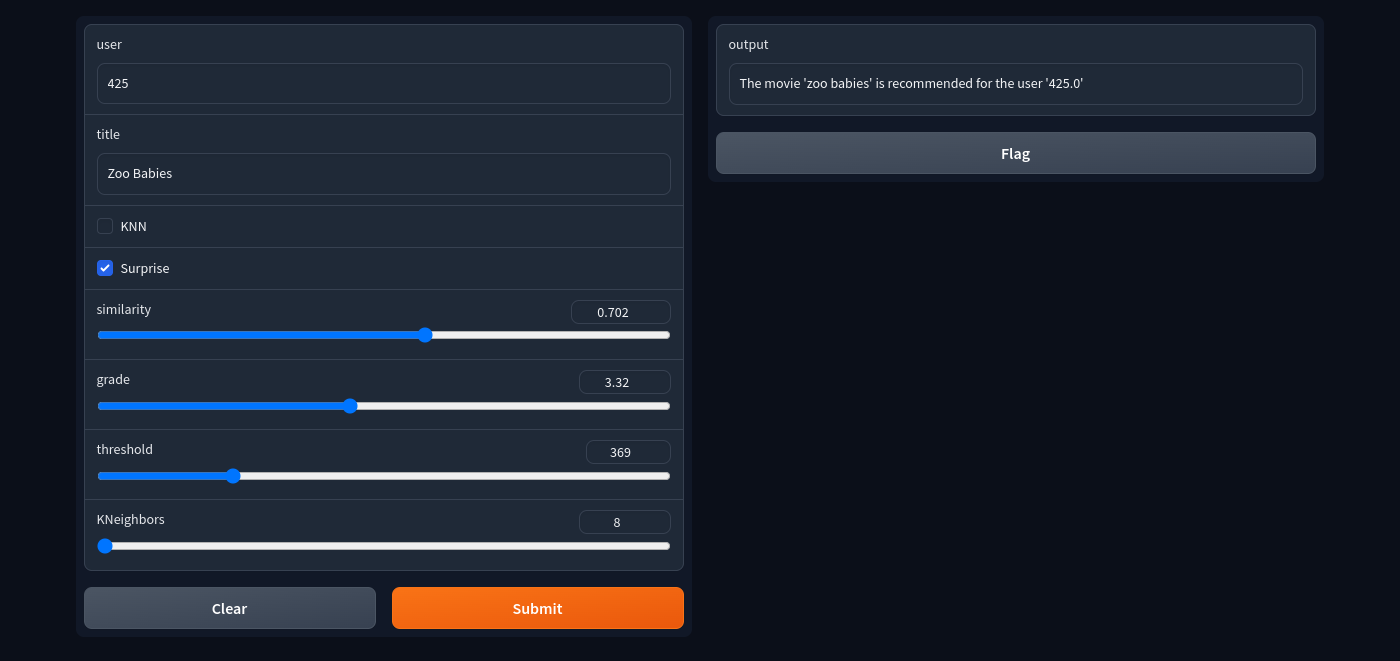 user
425
title
Zoo Babies
KNN
Surprise
similarity
0.702
grade
3.32
threshold
369
KNeighbors
8
Clear
Submit
output
The movie 'zoo babies' is recommended for the user '425.0'
Flag